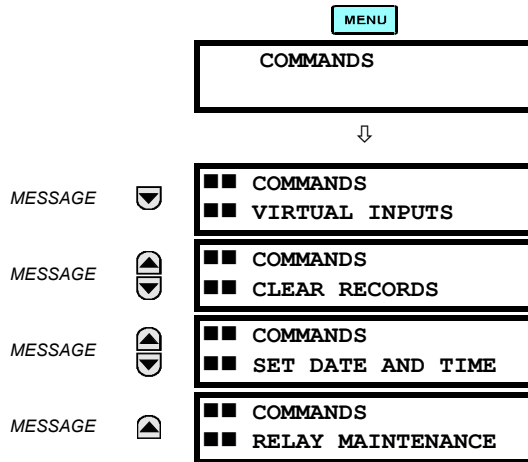 MENU
COMMANDS
⇩
MESSAGE ■■ COMMANDS
■■ VIRTUAL INPUTS
MESSAGE ■■ COMMANDS
■■ CLEAR RECORDS
MESSAGE ■■ COMMANDS
■■ SET DATE AND TIME
MESSAGE ■■ COMMANDS
■■ RELAY MAINTENANCE